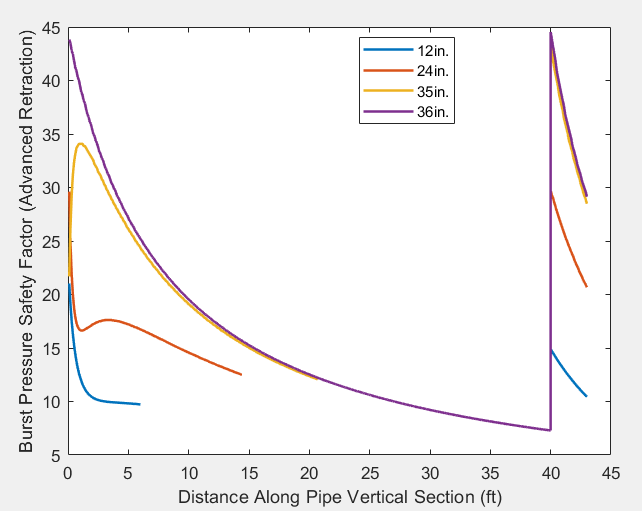 Burst Pressure Safety Factor (Advanced Retraction)
45
40
35
30
25
20
15
10
5
12in.
24in.
35in.
36in.
0 5 10 15 20 25 30 35 40 45
Distance Along Pipe Vertical Section (ft)